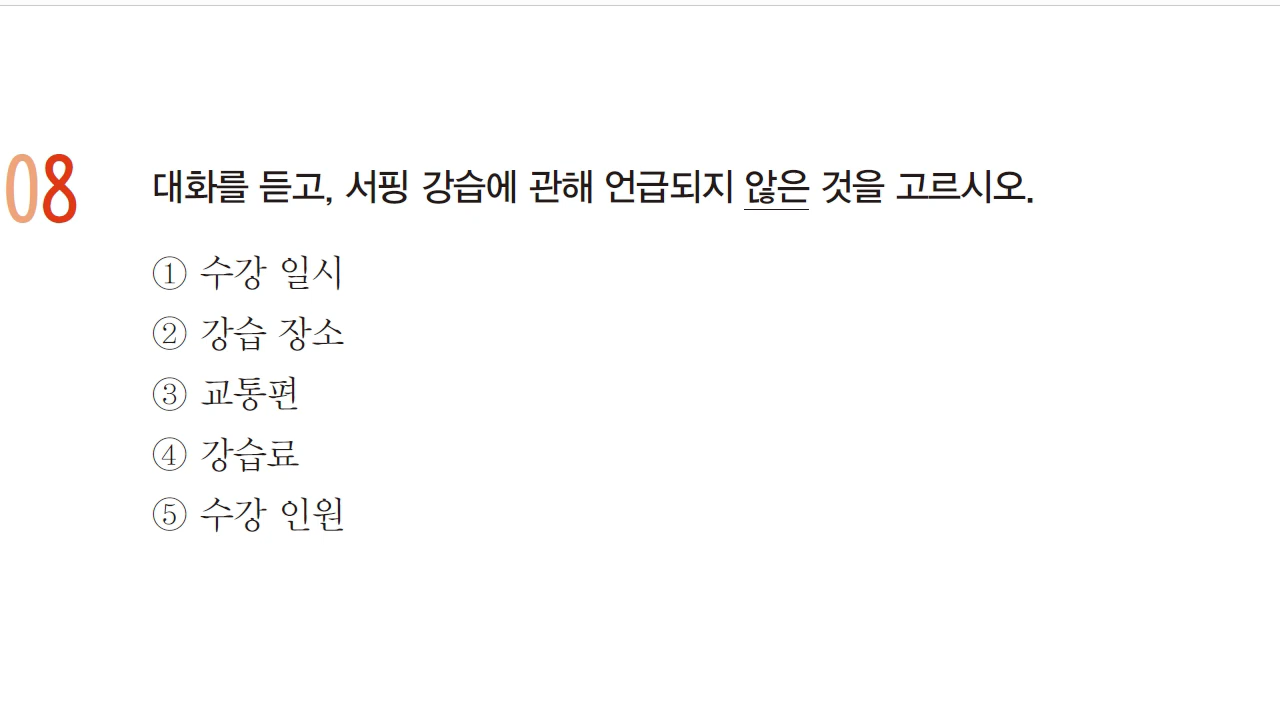 08 대화를 듣고, 서핑 강습에 관해 언급되지 않은 것을 고르시오.
① 수강 일시
② 강습 장소
③ 교통편
④ 강습료
⑤ 수강 인원